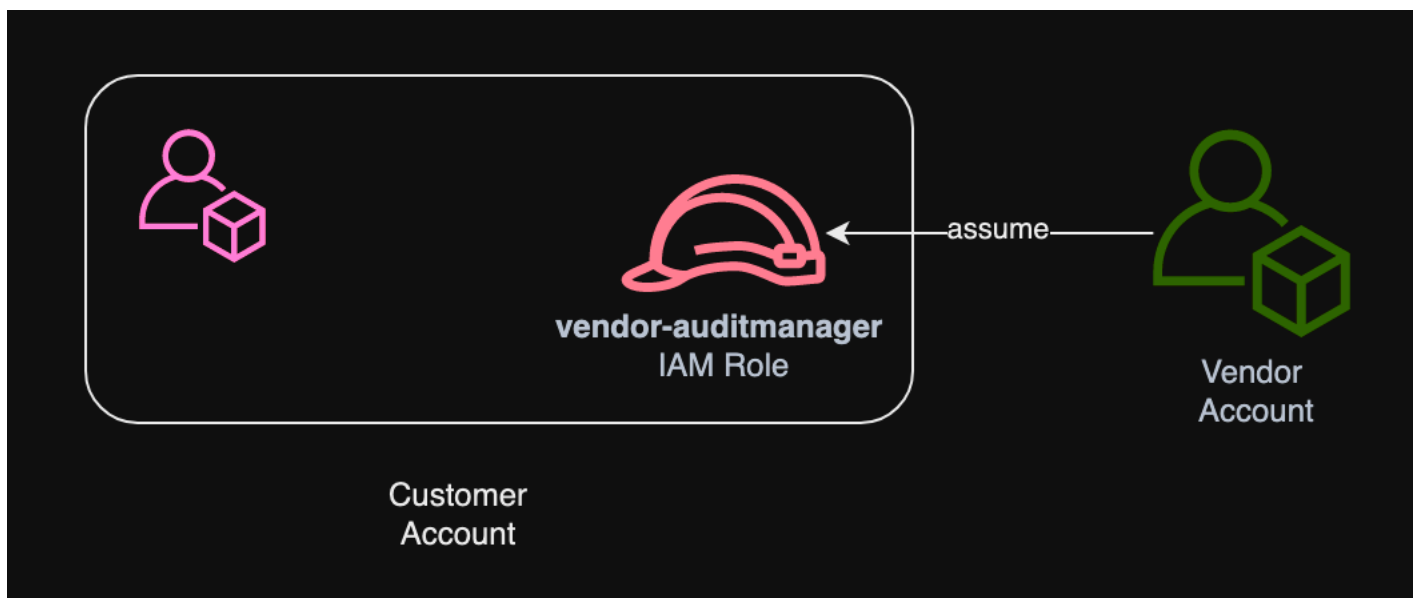 assume
vendor-auditmanager
IAM Role
Vendor
Account
Customer
Account